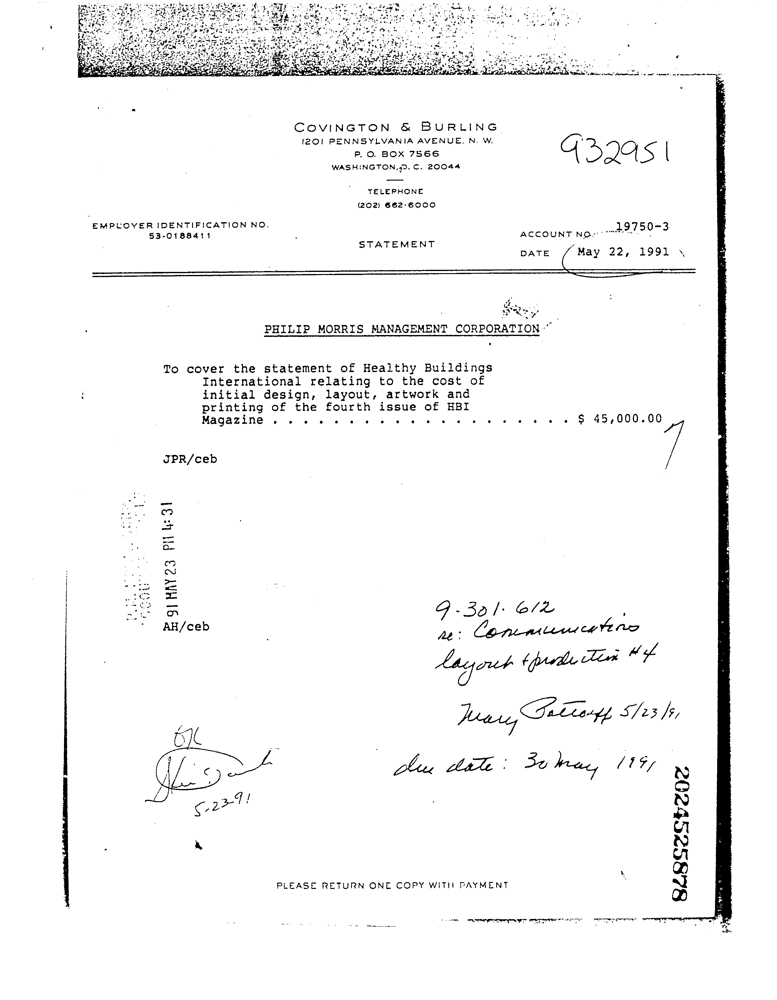 COVINGTON & BURLING
1201 PENNSYLVANIA AVENUE, N. W.
P. O. BOX 7566
WASHINGTON, D. C. 20044
932951
TELEPHONE
(202) 662-6000
EMPLOYER IDENTIFICATION NO.
53-0188411
STATEMENT
ACCOUNT NO. 19750-3
DATE May 22, 1991
PHILIP MORRIS MANAGEMENT CORPORATION
To cover the statement of Healthy Buildings
International relating to the cost of
initial design, layout, artwork and
printing of the fourth issue of HBI
Magazine . . . . . . . . . . . . . . . . . . . . $ 45,000.00
JPR/ceb
91 MAY 23 PM 4:31
AH/ceb
9-301-612
re: Communications
layout + production #4
Mary 5/23/91
due date: 30 May 1991
OK
5-23-91
2024525878
PLEASE RETURN ONE COPY WITH PAYMENT